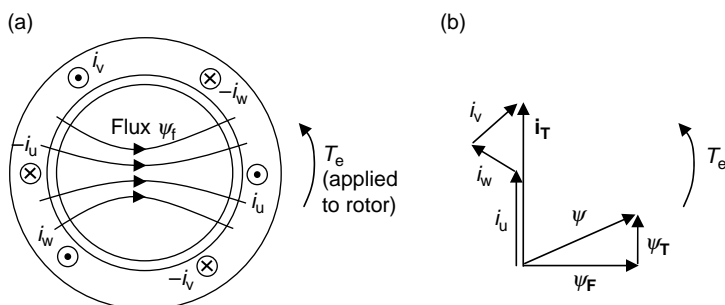 (a)
i_v
–i_w
Flux ψ_f
–i_u
T_e
(applied
to rotor)
i_u
i_w
–i_v
(b)
i_v
i_T
T_e
i_w
i_u
ψ
ψ_T
ψ_F